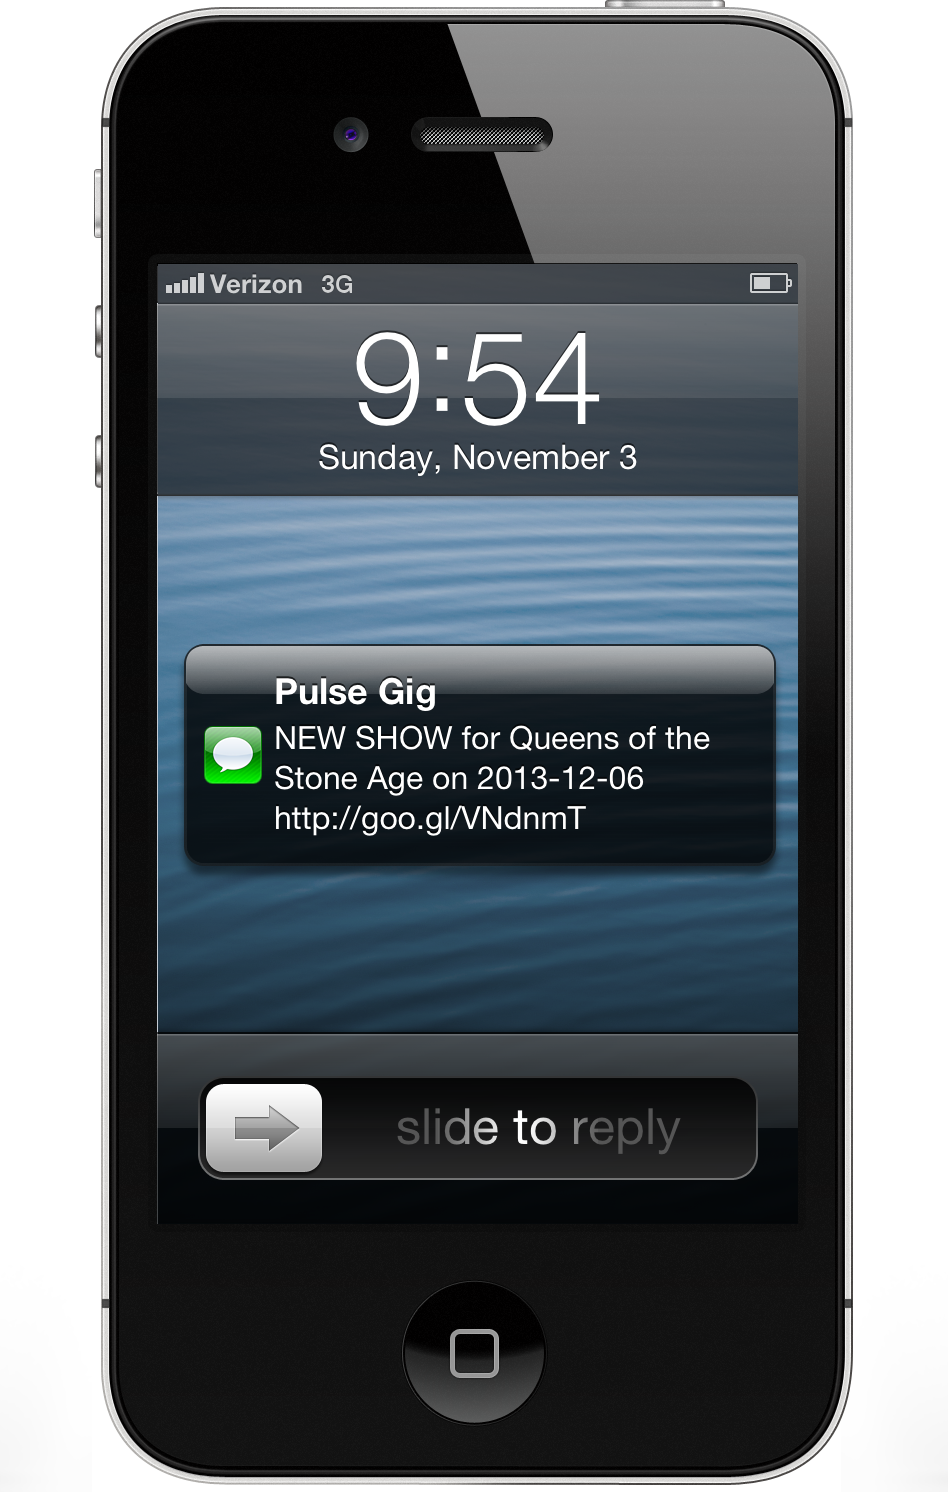 Verizon 3G
9:54
Sunday, November 3
Pulse Gig
NEW SHOW for Queens of the
Stone Age on 2013-12-06
http://goo.gl/VNdnmT
slide to reply